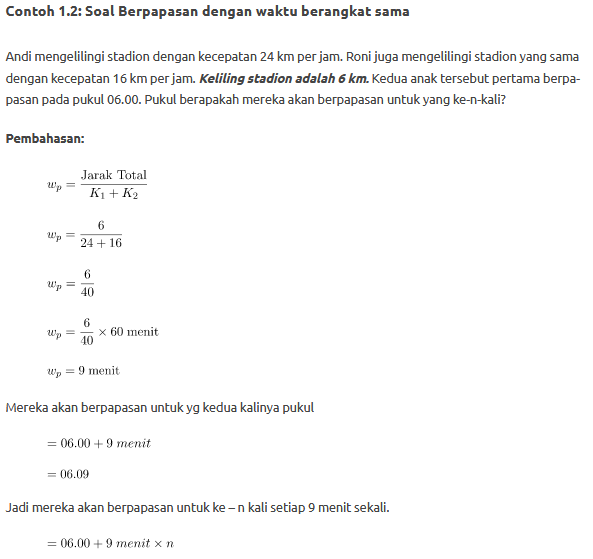 Contoh 1.2: Soal Berpapasan dengan waktu berangkat sama
Andi mengelilingi stadion dengan kecepatan 24 km per jam. Roni juga mengelilingi stadion yang sama
dengan kecepatan 16 km per jam. Keliling stadion adalah 6 km. Kedua anak tersebut pertama berpa-
pasan pada pukul 06.00. Pukul berapakah mereka akan berpapasan untuk yang ke-n-kali?
Pembahasan:
w_p = \frac{Jarak Total}{K_1 + K_2}
w_p = \frac{6}{24 + 16}
w_p = \frac{6}{40}
w_p = \frac{6}{40} × 60 menit
w_p = 9 menit
Mereka akan berpapasan untuk yg kedua kalinya pukul
= 06.00 + 9 menit
= 06.09
Jadi mereka akan berpapasan untuk ke – n kali setiap 9 menit sekali.
= 06.00 + 9 menit × n